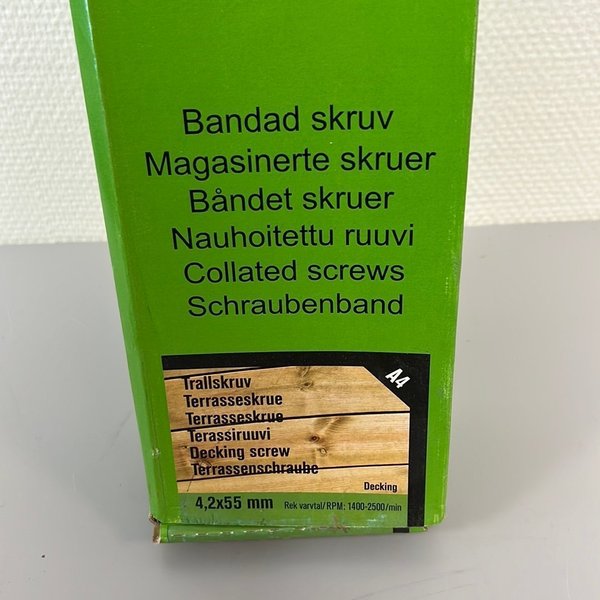 Bandad skruv
Magasinerte skruer
Båndet skruer
Nauhoitettu ruuvi
Collated screws
Schraubenband
A4
Trallskruv
Terrasseskrue
Terrasseskrue
Terassiruuvi
Decking screw
Terrassenschraube
Decking
4,2x55 mm Rek varvtal/RPM: 1400-2500/min